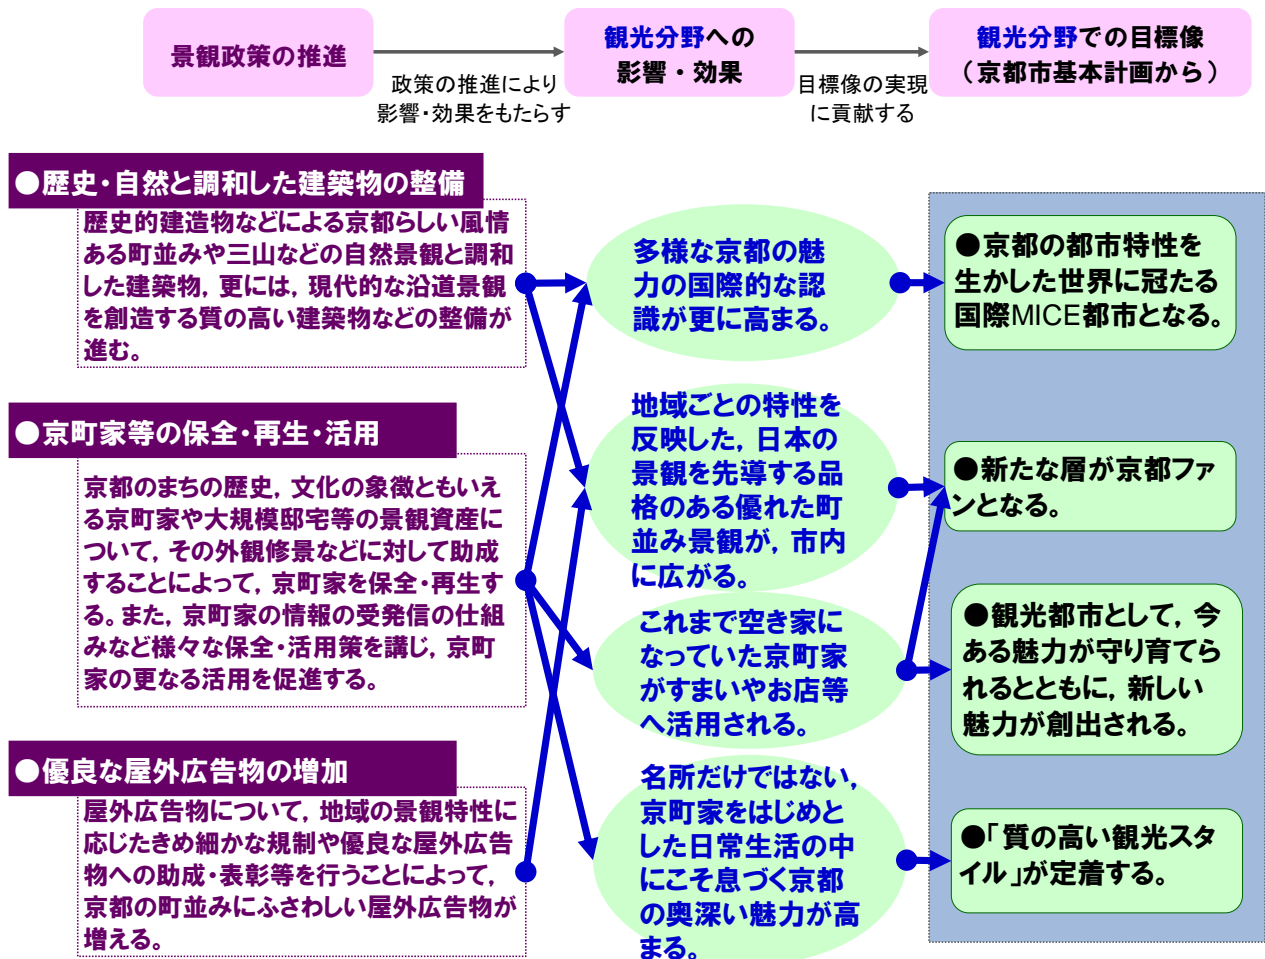 景観政策の推進
観光分野への
影響・効果
観光分野での目標像
（京都市基本計画から）
政策の推進により
影響・効果をもたらす
目標像の実現
に貢献する
●歴史・自然と調和した建築物の整備
歴史的建造物などによる京都らしい風情
ある町並みや三山などの自然景観と調和
した建築物，更には，現代的な沿道景観
を創造する質の高い建築物などの整備が
進む。
●京町家等の保全・再生・活用
京都のまちの歴史，文化の象徴ともいえ
る京町家や大規模邸宅等の景観資産に
ついて，その外観修景などに対して助成
することによって，京町家を保全・再生す
る。また，京町家の情報の受発信の仕組
みなど様々な保全・活用策を講じ，京町
家の更なる活用を促進する。
●優良な屋外広告物の増加
屋外広告物について，地域の景観特性に
応じたきめ細かな規制や優良な屋外広告
物への助成・表彰等を行うことによって，
京都の町並みにふさわしい屋外広告物が
増える。
多様な京都の魅
力の国際的な認
識が更に高まる。
地域ごとの特性を
反映した，日本の
景観を先導する品
格のある優れた町
並み景観が，市内
に広がる。
これまで空き家に
なっていた京町家
がすまいやお店等
へ活用される。
名所だけではない，
京町家をはじめと
した日常生活の中
にこそ息づく京都
の奥深い魅力が高
まる。
●京都の都市特性を
生かした世界に冠たる
国際MICE都市となる。
●新たな層が京都ファ
ンとなる。
●観光都市として，今
ある魅力が守り育てら
れるとともに，新しい
魅力が創出される。
●「質の高い観光スタ
イル」が定着する。